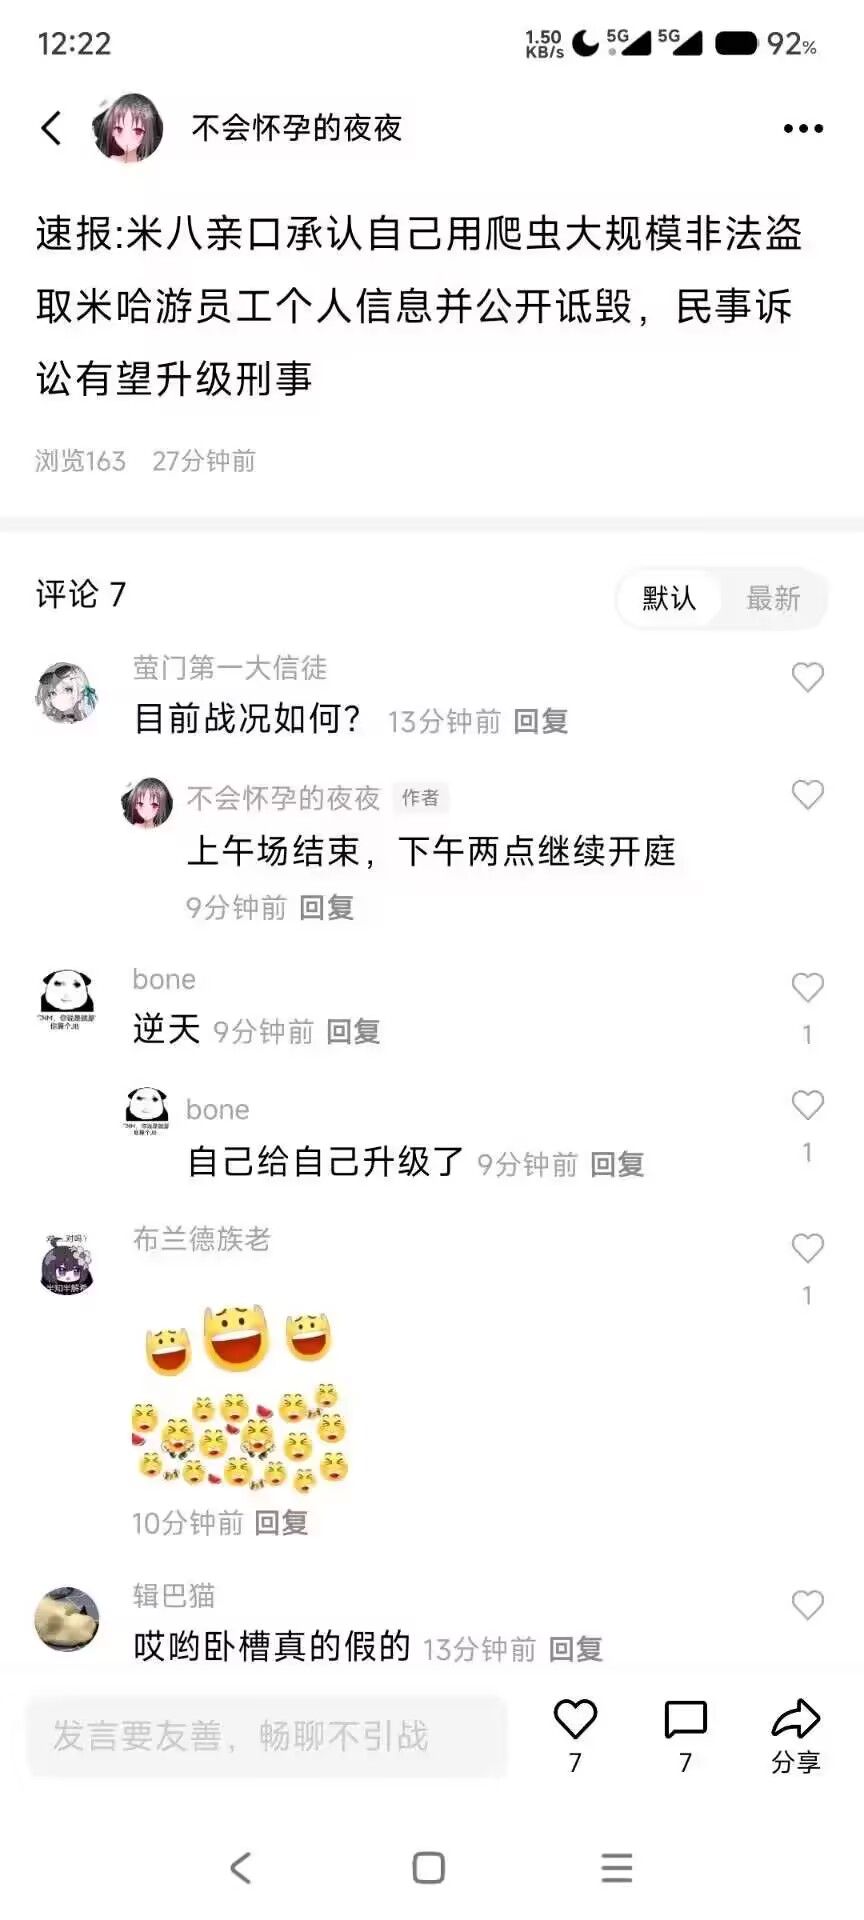 12:22
1.50 KB/s 5G 5G 92%
不会怀孕的夜夜
速报:米八亲口承认自己用爬虫大规模非法盗
取米哈游员工个人信息并公开诋毁，民事诉
讼有望升级刑事
浏览163 27分钟前
评论 7
默认 最新
萤门第一大信徒
目前战况如何？ 13分钟前 回复
不会怀孕的夜夜 作者
上午场结束，下午两点继续开庭
9分钟前 回复
bone
逆天 9分钟前 回复
1
bone
自己给自己升级了 9分钟前 回复
1
布兰德族老
1
10分钟前 回复
辑巴猫
哎哟卧槽真的假的 13分钟前 回复
发言要友善，畅聊不引战
7 7 分享